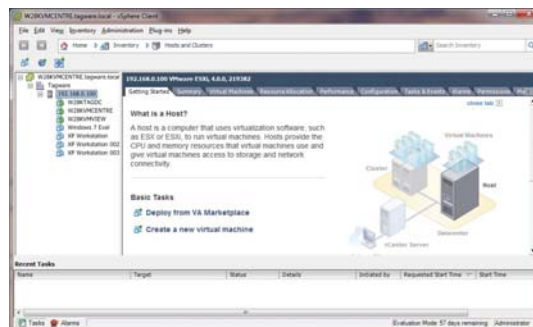 W28KVMCENTRE.tagware.local - vSphere Client
File Edit View Inventory Administration Plug-ins Help
Home Inventory Hosts and Clusters
Search Inventory
W28KVMCENTRE.tagware.local
Tagware
192.168.0.100
W28KTAGDC
W28KVMCENTRE
W28KVMVIEW
Windows 7 Eval
XP Workstation
XP Workstation 002
XP Workstation 003
192.168.0.100 VMware ESXi, 4.0.0, 219382
Getting Started Summary Virtual Machines Resource Allocation Performance Configuration Tasks & Events Alarms Permissions
close tab
What is a Host?
A host is a computer that uses virtualization software, such
as ESX or ESXi, to run virtual machines. Hosts provide the
CPU and memory resources that virtual machines use and
give virtual machines access to storage and network
connectivity.
Virtual Machines
Cluster
Host
Datacenter
vCenter Server
Basic Tasks
Deploy from VA Marketplace
Create a new virtual machine
Recent Tasks
Name Target Status Details Initiated by Requested Start Time Start Time
Tasks Alarms Evaluation Mode: 57 days remaining Administrator